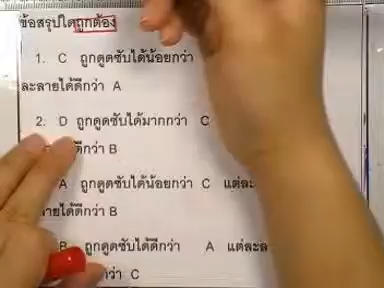 ข้อสรุปใดถูกต้อง
1. C ถูกดูดซับได้น้อยกว่า
ละลายได้ดีกว่า A
2. D ถูกดูดซับได้มากกว่า C
ดีกว่า B
A ถูกดูดซับได้น้อยกว่า C แต่ละ
ลายได้ดีกว่า B
B ถูกดูดซับได้ดีกว่า A แต่ละล
กว่า C